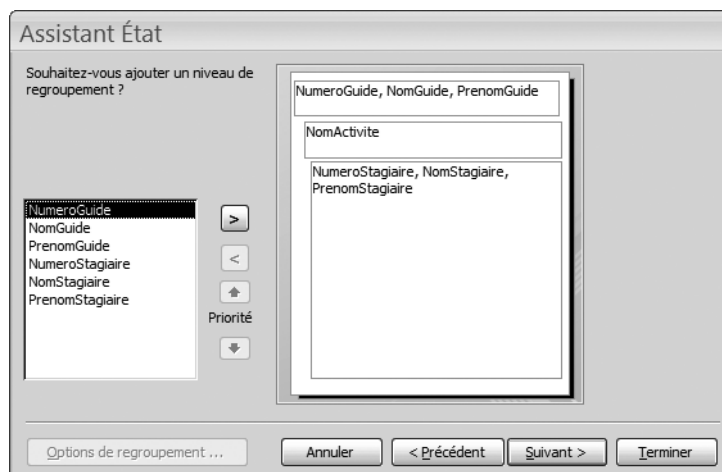 Assistant État
Souhaitez-vous ajouter un niveau de
regroupement ?
NumeroGuide
NomGuide
PrenomGuide
NumeroStagiaire
NomStagiaire
PrenomStagiaire
>
<
Priorité
NumeroGuide, NomGuide, PrenomGuide
NomActivite
NumeroStagiaire, NomStagiaire,
PrenomStagiaire
Options de regroupement ...
Annuler
< Précédent
Suivant >
Terminer